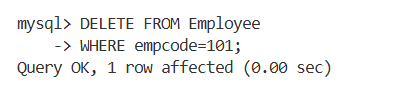 mysql> DELETE FROM Employee
    -> WHERE empcode=101;
Query OK, 1 row affected (0.00 sec)